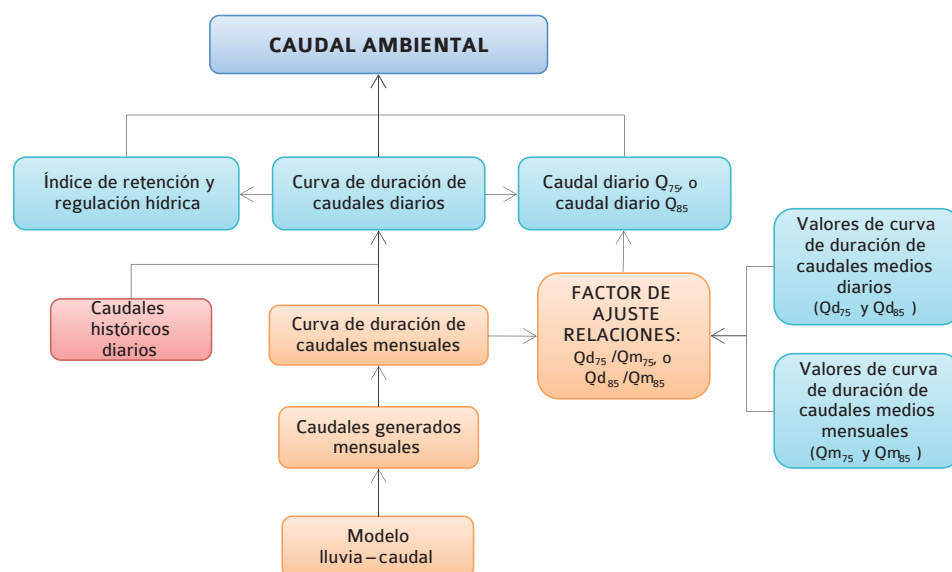 CAUDAL AMBIENTAL
Índice de retención y
regulación hídrica
Curva de duración de
caudales diarios
Caudal diario Q75, o
caudal diario Q85
Valores de curva
de duración de
caudales medios
diarios
(Qd75 y Qd85 )
Caudales
históricos
diarios
Curva de duración de
caudales mensuales
FACTOR DE
AJUSTE
RELACIONES:
Qd75 /Qm75, o
Qd85 /Qm85
Valores de curva
de duración de
caudales medios
mensuales
(Qm75 y Qm85 )
Caudales generados
mensuales
Modelo
lluvia–caudal